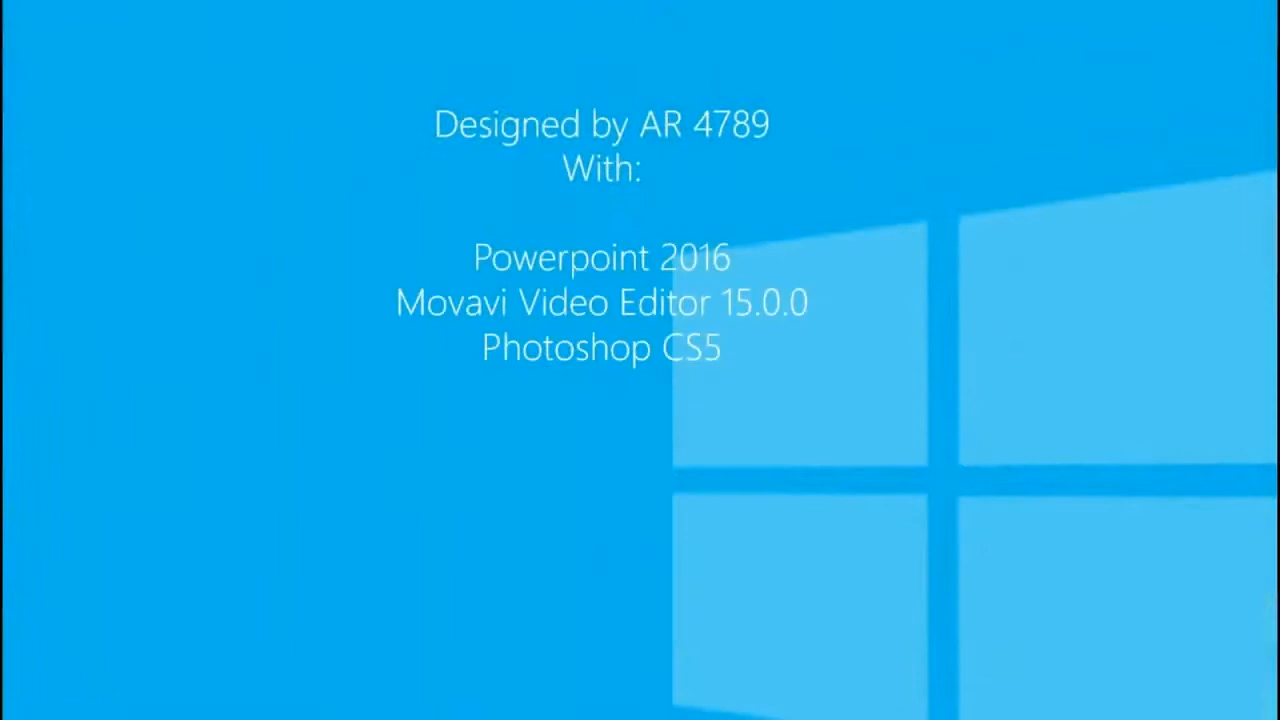 Designed by AR 4789
With:
Powerpoint 2016
Movavi Video Editor 15.0.0
Photoshop CS5